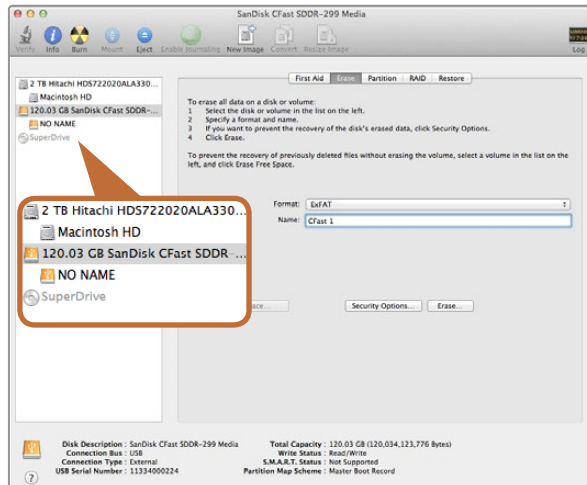 SanDisk CFast SDDR-299 Media
Verify Info Burn Mount Eject Enable Journaling New Image Convert Resize Image Log
2 TB Hitachi HDS722020ALA330...
Macintosh HD
120.03 GB SanDisk CFast SDDR-...
NO NAME
SuperDrive
First Aid Erase Partition RAID Restore
To erase all data on a disk or volume:
1 Select the disk or volume in the list on the left.
2 Specify a format and name.
3 If you want to prevent the recovery of the disk's erased data, click Security Options.
4 Click Erase.
To prevent the recovery of previously deleted files without erasing the volume, select a volume in the list on the
left, and click Erase Free Space.
Format: ExFAT
Name: CFast 1
2 TB Hitachi HDS722020ALA330...
Macintosh HD
120.03 GB SanDisk CFast SDDR-...
NO NAME
SuperDrive
Security Options... Erase...
Disk Description : SanDisk CFast SDDR-299 Media
Connection Bus : USB
Connection Type : External
USB Serial Number : 11334000224
Total Capacity : 120.03 GB (120,034,123,776 Bytes)
Write Status : Read/Write
S.M.A.R.T. Status : Not Supported
Partition Map Scheme : Master Boot Record
?